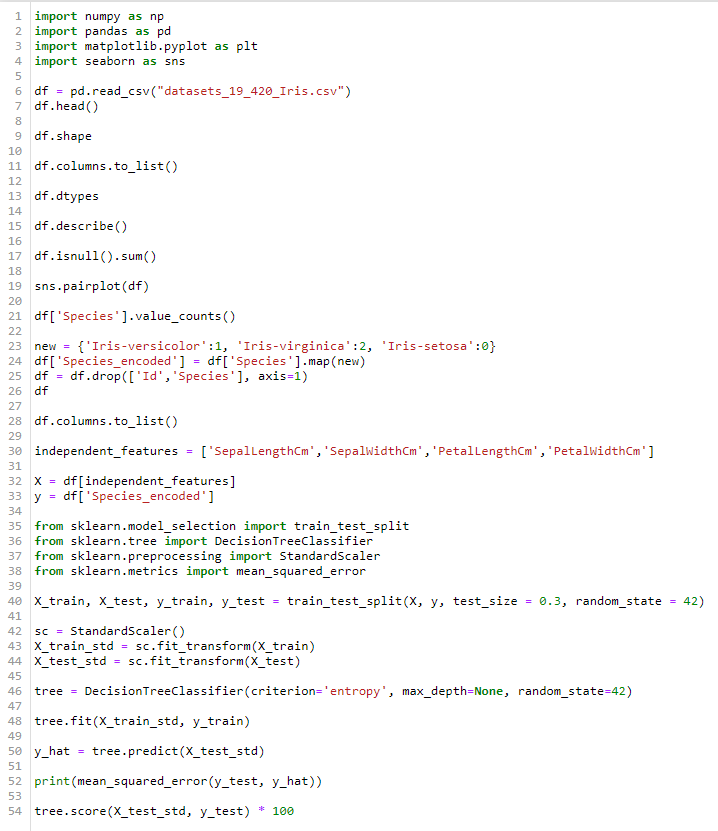 1 import numpy as np
2 import pandas as pd
3 import matplotlib.pyplot as plt
4 import seaborn as sns
5
6 df = pd.read_csv("datasets_19_420_Iris.csv")
7 df.head()
8
9 df.shape
10
11 df.columns.to_list()
12
13 df.dtypes
14
15 df.describe()
16
17 df.isnull().sum()
18
19 sns.pairplot(df)
20
21 df['Species'].value_counts()
22
23 new = {'Iris-versicolor':1, 'Iris-virginica':2, 'Iris-setosa':0}
24 df['Species_encoded'] = df['Species'].map(new)
25 df = df.drop(['Id','Species'], axis=1)
26 df
27
28 df.columns.to_list()
29
30 independent_features = ['SepalLengthCm','SepalWidthCm','PetalLengthCm','PetalWidthCm']
31
32 X = df[independent_features]
33 y = df['Species_encoded']
34
35 from sklearn.model_selection import train_test_split
36 from sklearn.tree import DecisionTreeClassifier
37 from sklearn.preprocessing import StandardScaler
38 from sklearn.metrics import mean_squared_error
39
40 X_train, X_test, y_train, y_test = train_test_split(X, y, test_size = 0.3, random_state = 42)
41
42 sc = StandardScaler()
43 X_train_std = sc.fit_transform(X_train)
44 X_test_std = sc.fit_transform(X_test)
45
46 tree = DecisionTreeClassifier(criterion='entropy', max_depth=None, random_state=42)
47
48 tree.fit(X_train_std, y_train)
49
50 y_hat = tree.predict(X_test_std)
51
52 print(mean_squared_error(y_test, y_hat))
53
54 tree.score(X_test_std, y_test) * 100